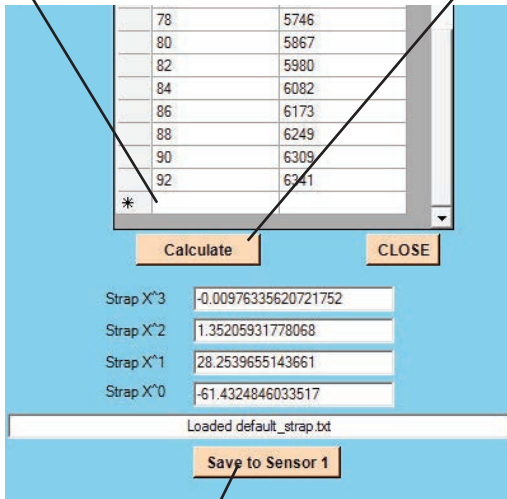 78 5746
80 5867
82 5980
84 6082
86 6173
88 6249
90 6309
92 6341
*
Calculate CLOSE
Strap X^3 -0.00976335620721752
Strap X^2 1.35205931778068
Strap X^1 28.2539655143661
Strap X^0 -61.4324846033517
Loaded default_strap.txt
Save to Sensor 1